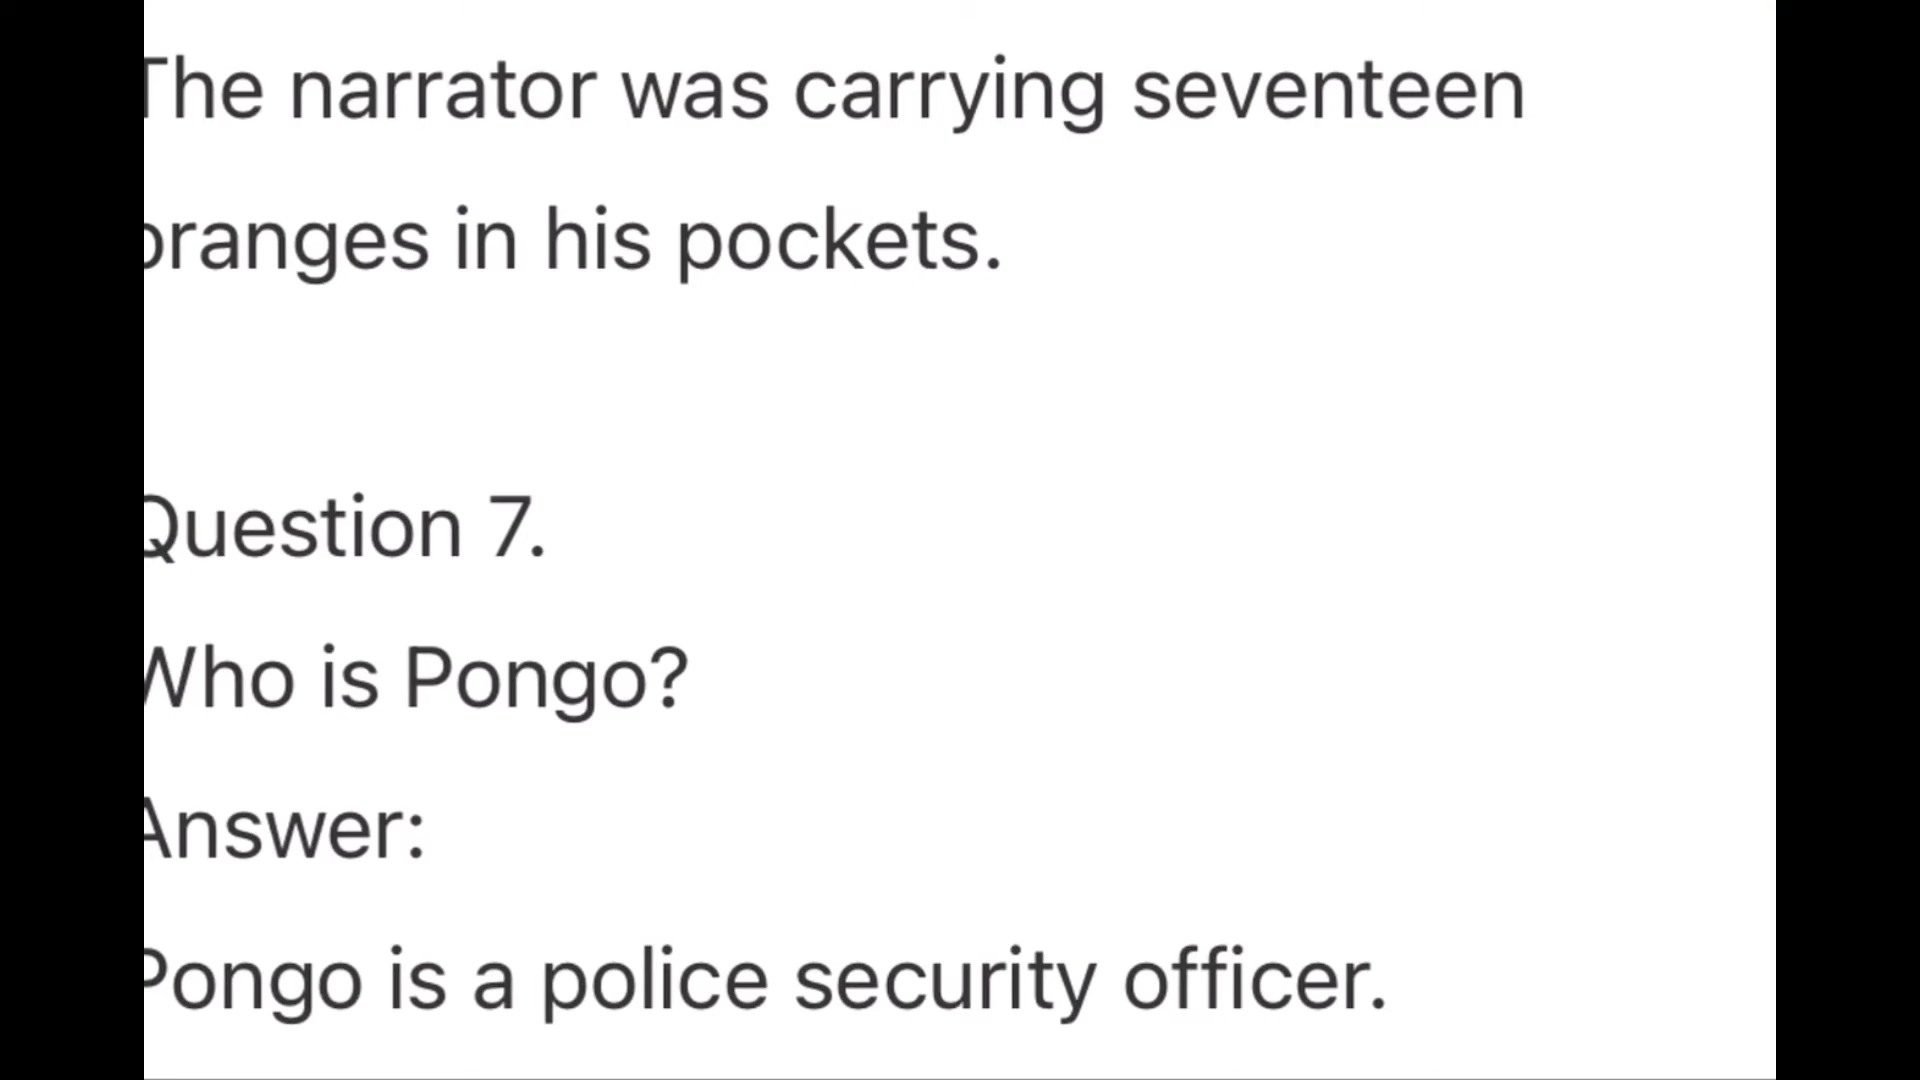 The narrator was carrying seventeen
oranges in his pockets.
Question 7.
Who is Pongo?
Answer:
Pongo is a police security officer.